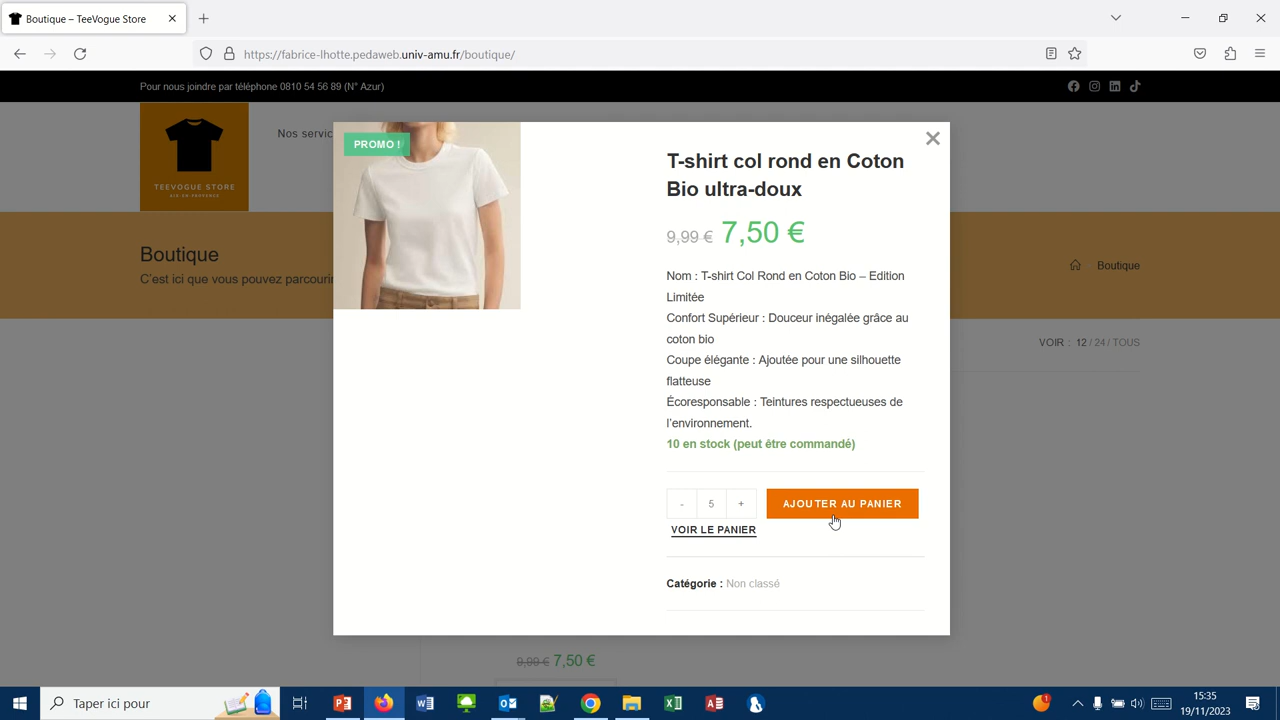 Boutique – TeeVogue Store
https://fabrice-lhotte.pedaweb.univ-amu.fr/boutique/
Pour nous joindre par téléphone 0810 54 56 89 (N° Azur)
TEEVOGUE STORE
AIX EN PROVENCE
Nos servic
Boutique
C'est ici que vous pouvez parcouri
Boutique
VOIR : 12 / 24 / TOUS
PROMO !
T-shirt col rond en Coton
Bio ultra-doux
9,99 € 7,50 €
Nom : T-shirt Col Rond en Coton Bio – Edition
Limitée
Confort Supérieur : Douceur inégalée grâce au
coton bio
Coupe élégante : Ajoutée pour une silhouette
flatteuse
Écoresponsable : Teintures respectueuses de
l'environnement.
10 en stock (peut être commandé)
- 5 + AJOUTER AU PANIER
VOIR LE PANIER
Catégorie : Non classé
9,99 € 7,50 €
Taper ici pour
15:35
19/11/2023